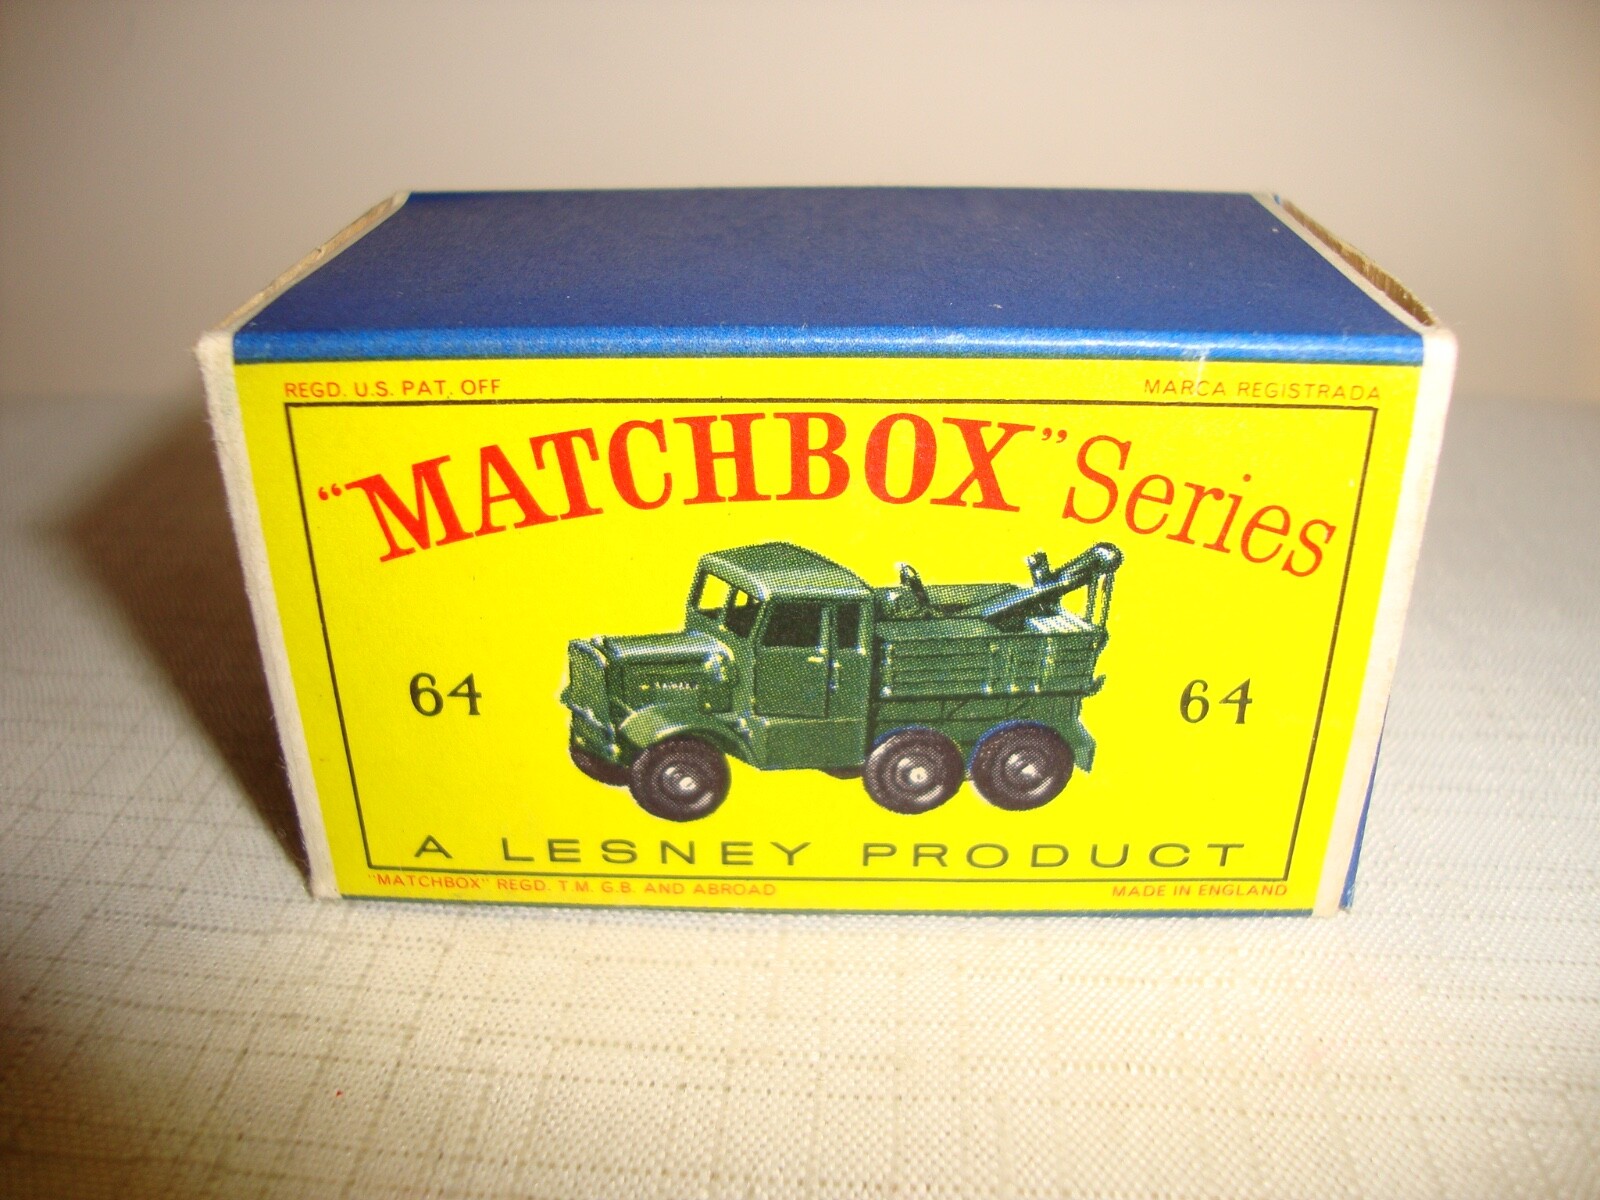 REGD. U.S. PAT. OFF MARCA REGISTRADA
"MATCHBOX" Series
64 64
A LESNEY PRODUCT
"MATCHBOX" REGD. T.M. G.B. AND ABROAD MADE IN ENGLAND